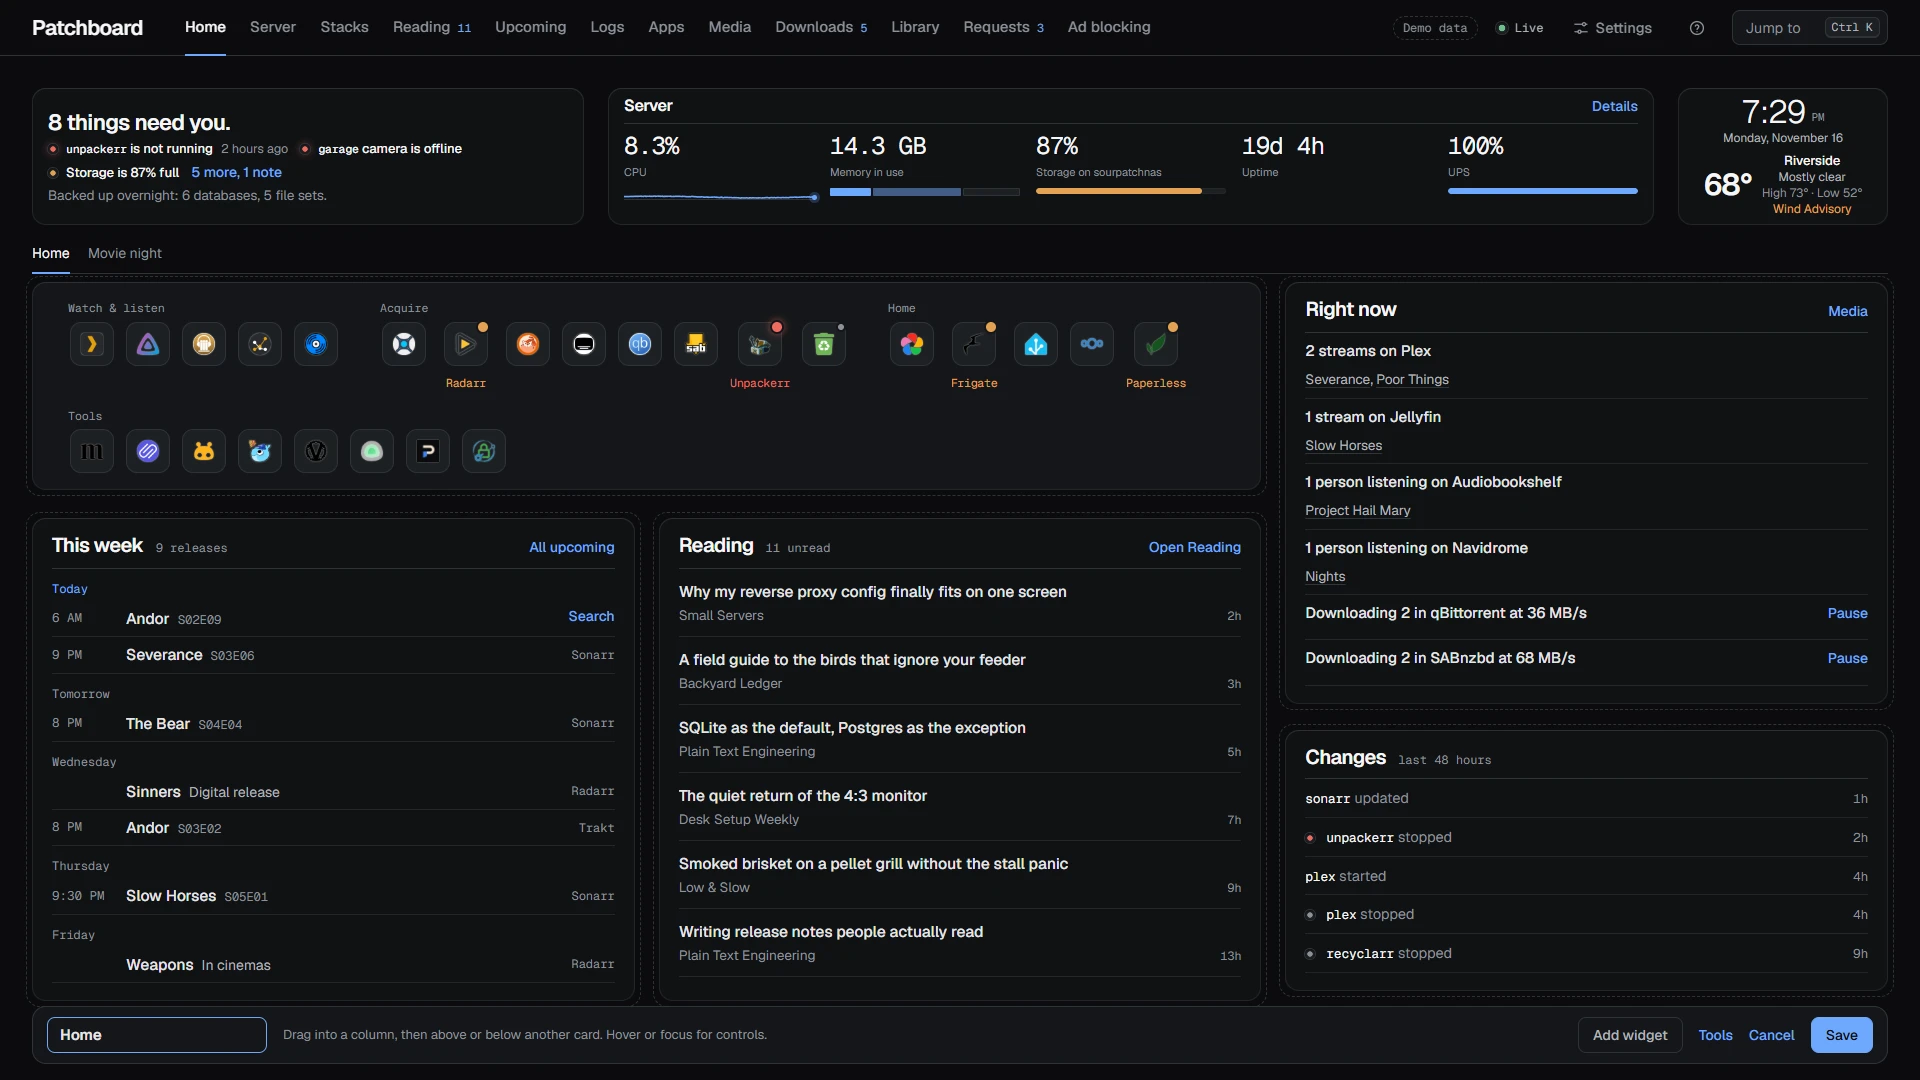 Patchboard
Home
Server
Stacks
Reading 11
Upcoming
Logs
Apps
Media
Downloads 5
Library
Requests 3
Ad blocking
Demo data
Live
Settings
Jump to
Ctrl K
8 things need you.
unpackerr is not running 2 hours ago
garage camera is offline
Storage is 87% full
5 more, 1 note
Backed up overnight: 6 databases, 5 file sets.
Server
Details
8.3%
CPU
14.3 GB
Memory in use
87%
Storage on sourpatchnas
19d 4h
Uptime
100%
UPS
7:29 PM
Monday, November 16
68°
Riverside
Mostly clear
High 73° · Low 52°
Wind Advisory
Home
Movie night
Watch & listen
Acquire
Radarr
Unpackerr
Home
Frigate
Paperless
Tools
This week 9 releases
All upcoming
Today
6 AM Andor S02E09 Search
9 PM Severance S03E06 Sonarr
Tomorrow
8 PM The Bear S04E04 Sonarr
Wednesday
Sinners Digital release Radarr
8 PM Andor S03E02 Trakt
Thursday
9:30 PM Slow Horses S05E01 Sonarr
Friday
Weapons In cinemas Radarr
Reading 11 unread
Open Reading
Why my reverse proxy config finally fits on one screen
Small Servers 2h
A field guide to the birds that ignore your feeder
Backyard Ledger 3h
SQLite as the default, Postgres as the exception
Plain Text Engineering 5h
The quiet return of the 4:3 monitor
Desk Setup Weekly 7h
Smoked brisket on a pellet grill without the stall panic
Low & Slow 9h
Writing release notes people actually read
Plain Text Engineering 13h
Right now
Media
2 streams on Plex
Severance, Poor Things
1 stream on Jellyfin
Slow Horses
1 person listening on Audiobookshelf
Project Hail Mary
1 person listening on Navidrome
Nights
Downloading 2 in qBittorrent at 36 MB/s Pause
Downloading 2 in SABnzbd at 68 MB/s Pause
Changes last 48 hours
sonarr updated 1h
unpackerr stopped 2h
plex started 4h
plex stopped 4h
recyclarr stopped 9h
Home
Drag into a column, then above or below another card. Hover or focus for controls.
Add widget
Tools
Cancel
Save
qb
sab